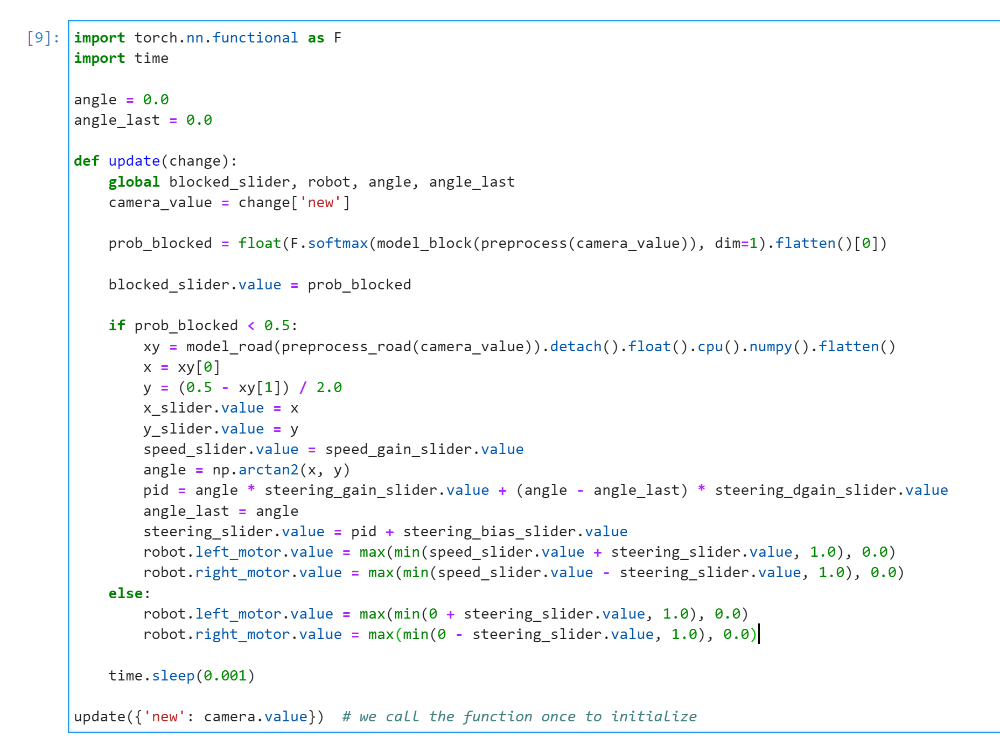 [9]: import torch.nn.functional as F
import time
angle = 0.0
angle_last = 0.0
def update(change):
    global blocked_slider, robot, angle, angle_last
    camera_value = change['new']
    prob_blocked = float(F.softmax(model_block(preprocess(camera_value)), dim=1).flatten()[0])
    blocked_slider.value = prob_blocked
    if prob_blocked < 0.5:
        xy = model_road(preprocess_road(camera_value)).detach().float().cpu().numpy().flatten()
        x = xy[0]
        y = (0.5 - xy[1]) / 2.0
        x_slider.value = x
        y_slider.value = y
        speed_slider.value = speed_gain_slider.value
        angle = np.arctan2(x, y)
        pid = angle * steering_gain_slider.value + (angle - angle_last) * steering_dgain_slider.value
        angle_last = angle
        steering_slider.value = pid + steering_bias_slider.value
        robot.left_motor.value = max(min(speed_slider.value + steering_slider.value, 1.0), 0.0)
        robot.right_motor.value = max(min(speed_slider.value - steering_slider.value, 1.0), 0.0)
    else:
        robot.left_motor.value = max(min(0 + steering_slider.value, 1.0), 0.0)
        robot.right_motor.value = max(min(0 - steering_slider.value, 1.0), 0.0)
    time.sleep(0.001)
update({'new': camera.value})  # we call the function once to initialize